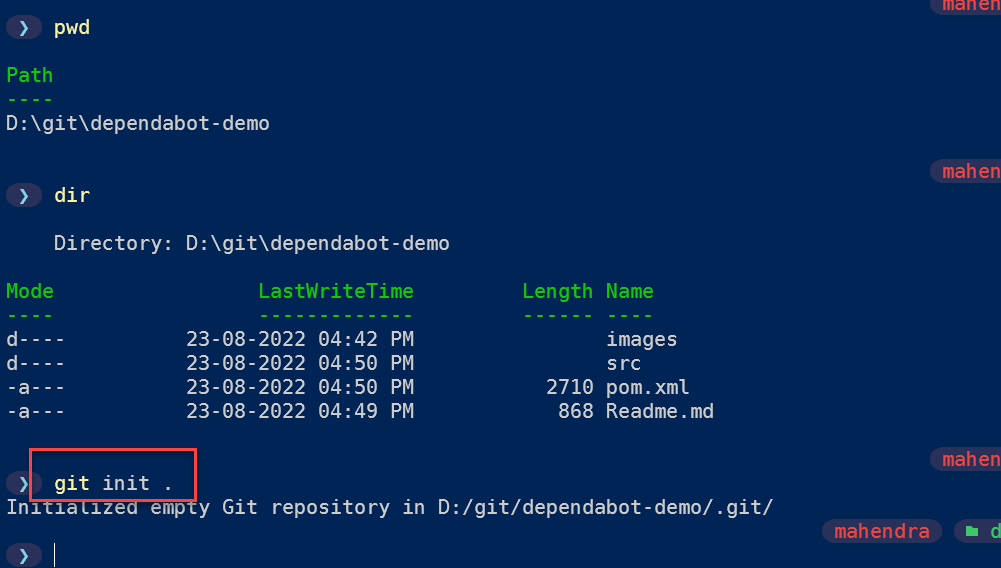 mahen
❯ pwd
Path
----
D:\git\dependabot-demo
mahen
❯ dir
Directory: D:\git\dependabot-demo
Mode LastWriteTime Length Name
---- ------------- ------ ----
d---- 23-08-2022 04:42 PM images
d---- 23-08-2022 04:50 PM src
-a--- 23-08-2022 04:50 PM 2710 pom.xml
-a--- 23-08-2022 04:49 PM 868 Readme.md
mahen
❯ git init .
Initialized empty Git repository in D:/git/dependabot-demo/.git/
mahendra d
❯